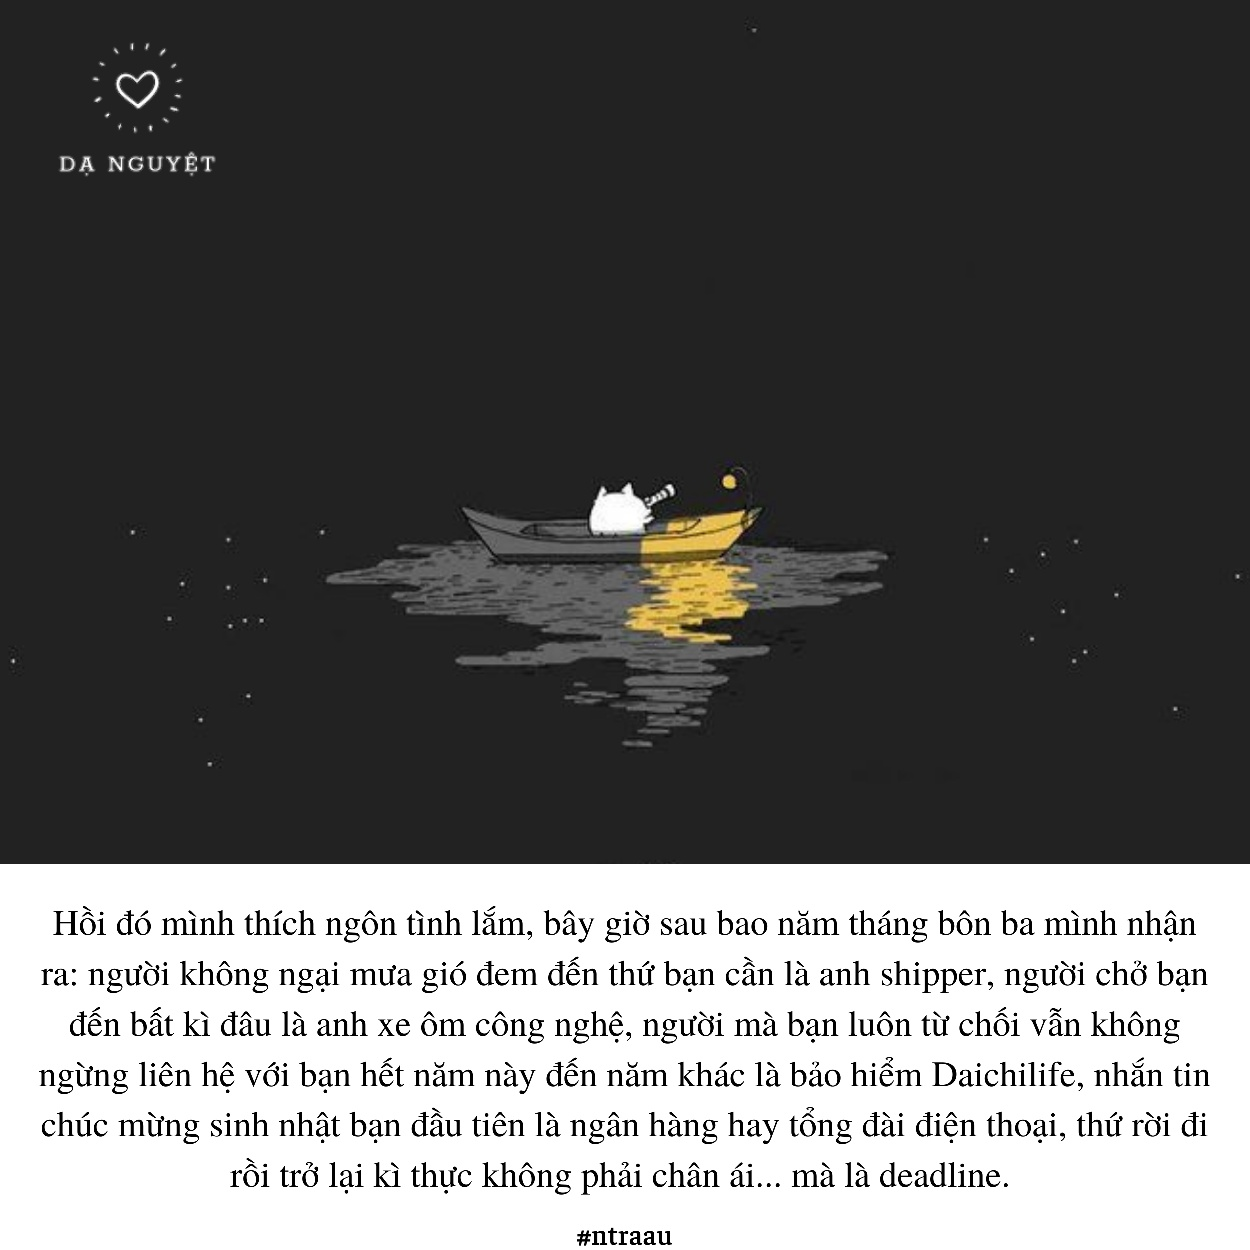 DẠ NGUYỆT
Hồi đó mình thích ngôn tình lắm, bây giờ sau bao năm tháng bôn ba mình nhận
ra: người không ngại mưa gió đem đến thứ bạn cần là anh shipper, người chở bạn
đến bất kì đâu là anh xe ôm công nghệ, người mà bạn luôn từ chối vẫn không
ngừng liên hệ với bạn hết năm này đến năm khác là bảo hiểm Daichilife, nhắn tin
chúc mừng sinh nhật bạn đầu tiên là ngân hàng hay tổng đài điện thoại, thứ rời đi
rồi trở lại kì thực không phải chân ái... mà là deadline.
#ntraau